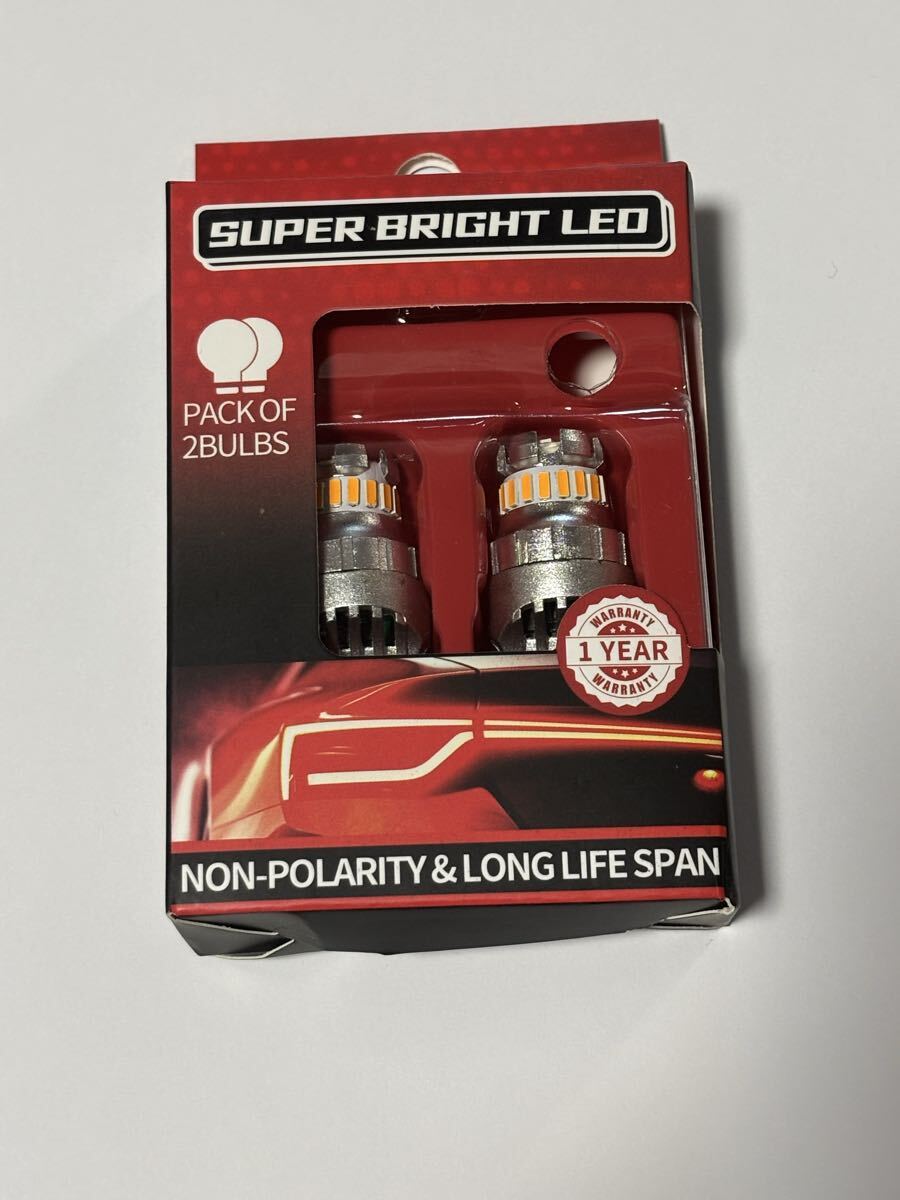 SUPER BRIGHT LED
PACK OF
2BULBS
WARRANTY
1 YEAR
WARRANTY
NON-POLARITY & LONG LIFE SPAN